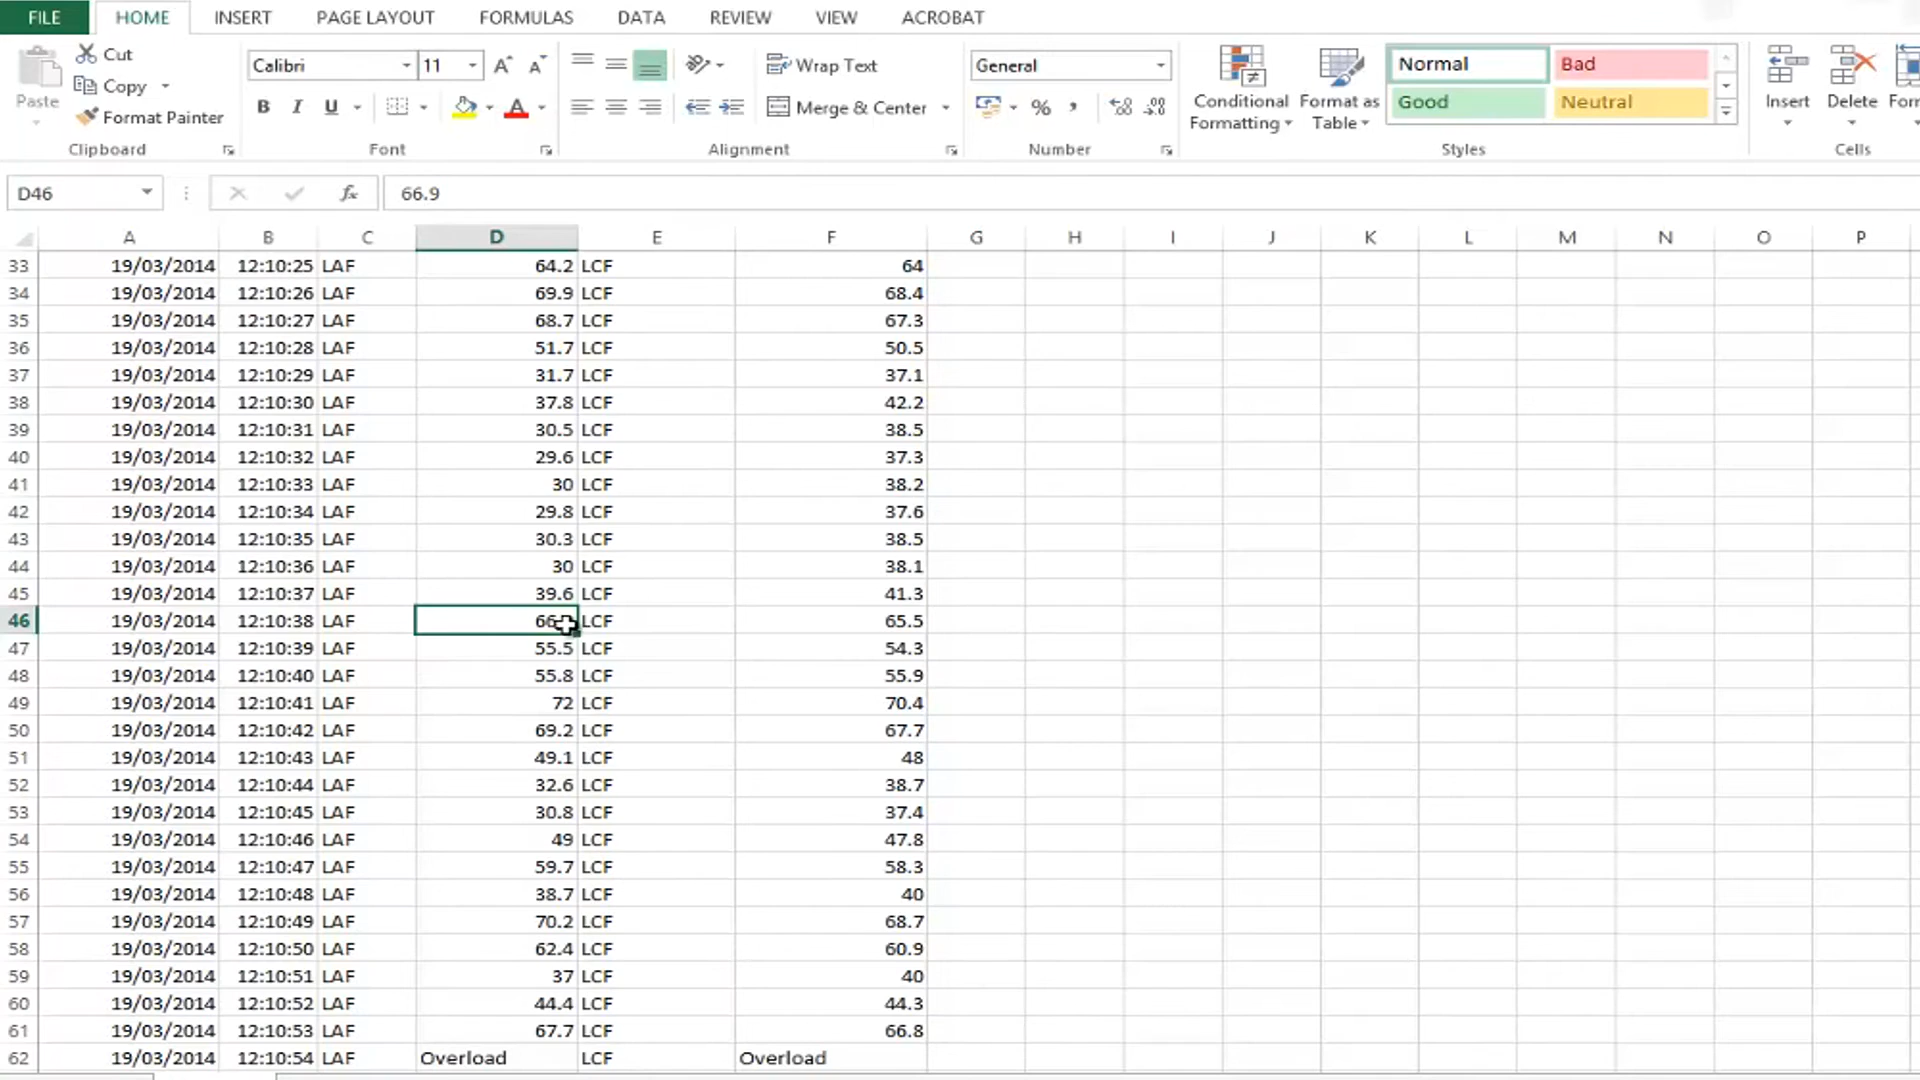 FILE HOME INSERT PAGE LAYOUT FORMULAS DATA REVIEW VIEW ACROBAT
Paste Cut Copy Format Painter Clipboard
Calibri 11 B I U A Font
Wrap Text Merge & Center Alignment
General % , Number
Conditional Formatting Format as Table Normal Bad Good Neutral Styles
Insert Delete Cells
D46 fx 66.9
A B C D E F G H I J K L M N O P
33 19/03/2014 12:10:25 LAF 64.2 LCF 64
34 19/03/2014 12:10:26 LAF 69.9 LCF 68.4
35 19/03/2014 12:10:27 LAF 68.7 LCF 67.3
36 19/03/2014 12:10:28 LAF 51.7 LCF 50.5
37 19/03/2014 12:10:29 LAF 31.7 LCF 37.1
38 19/03/2014 12:10:30 LAF 37.8 LCF 42.2
39 19/03/2014 12:10:31 LAF 30.5 LCF 38.5
40 19/03/2014 12:10:32 LAF 29.6 LCF 37.3
41 19/03/2014 12:10:33 LAF 30 LCF 38.2
42 19/03/2014 12:10:34 LAF 29.8 LCF 37.6
43 19/03/2014 12:10:35 LAF 30.3 LCF 38.5
44 19/03/2014 12:10:36 LAF 30 LCF 38.1
45 19/03/2014 12:10:37 LAF 39.6 LCF 41.3
46 19/03/2014 12:10:38 LAF LCF 65.5
47 19/03/2014 12:10:39 LAF 55.5 LCF 54.3
48 19/03/2014 12:10:40 LAF 55.8 LCF 55.9
49 19/03/2014 12:10:41 LAF 72 LCF 70.4
50 19/03/2014 12:10:42 LAF 69.2 LCF 67.7
51 19/03/2014 12:10:43 LAF 49.1 LCF 48
52 19/03/2014 12:10:44 LAF 32.6 LCF 38.7
53 19/03/2014 12:10:45 LAF 30.8 LCF 37.4
54 19/03/2014 12:10:46 LAF 49 LCF 47.8
55 19/03/2014 12:10:47 LAF 59.7 LCF 58.3
56 19/03/2014 12:10:48 LAF 38.7 LCF 40
57 19/03/2014 12:10:49 LAF 70.2 LCF 68.7
58 19/03/2014 12:10:50 LAF 62.4 LCF 60.9
59 19/03/2014 12:10:51 LAF 37 LCF 40
60 19/03/2014 12:10:52 LAF 44.4 LCF 44.3
61 19/03/2014 12:10:53 LAF 67.7 LCF 66.8
62 19/03/2014 12:10:54 LAF Overload LCF Overload